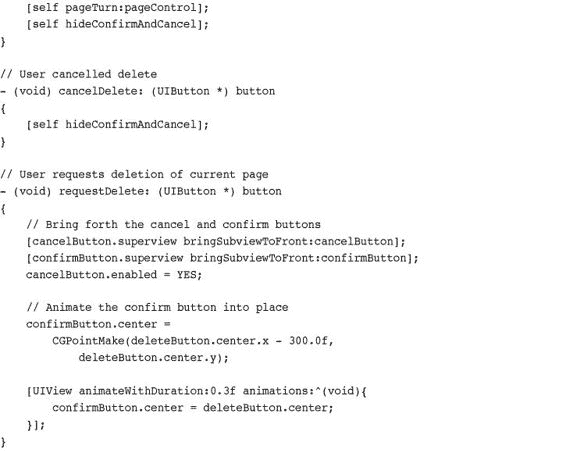 [self pageTurn:pageControl];
[self hideConfirmAndCancel];
}
// User cancelled delete
- (void) cancelDelete: (UIButton *) button
{
[self hideConfirmAndCancel];
}
// User requests deletion of current page
- (void) requestDelete: (UIButton *) button
{
// Bring forth the cancel and confirm buttons
[cancelButton.superview bringSubviewToFront:cancelButton];
[confirmButton.superview bringSubviewToFront:confirmButton];
cancelButton.enabled = YES;
// Animate the confirm button into place
confirmButton.center =
CGPointMake(deleteButton.center.x - 300.0f,
deleteButton.center.y);
[UIView animateWithDuration:0.3f animations:^(void){
confirmButton.center = deleteButton.center;
}];
}